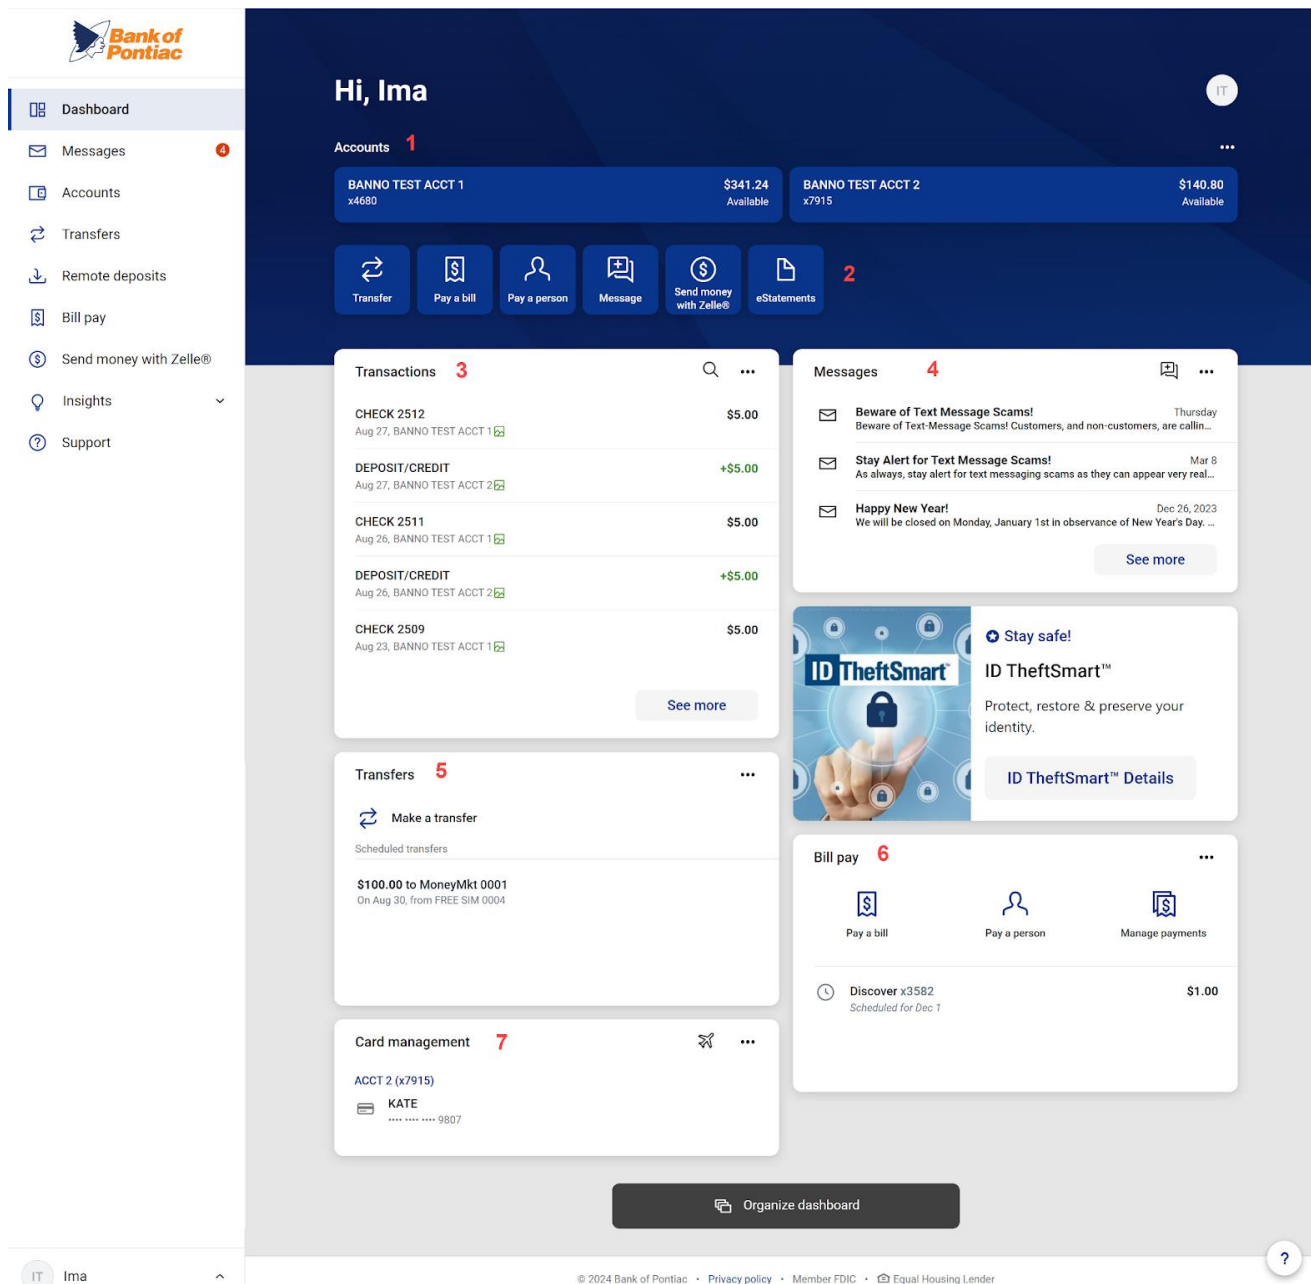 Bank of
Pontiac
Dashboard
Messages 4
Accounts
Transfers
Remote deposits
Bill pay
Send money with Zelle®
Insights
Support
IT Ima
Hi, Ima
IT
Accounts 1
BANNO TEST ACCT 1 $341.24
x4680 Available
BANNO TEST ACCT 2 $140.80
x7915 Available
Transfer
Pay a bill
Pay a person
Message
Send money
with Zelle®
eStatements
2
Transactions 3
CHECK 2512 $5.00
Aug 27, BANNO TEST ACCT 1
DEPOSIT/CREDIT +$5.00
Aug 27, BANNO TEST ACCT 2
CHECK 2511 $5.00
Aug 26, BANNO TEST ACCT 1
DEPOSIT/CREDIT +$5.00
Aug 26, BANNO TEST ACCT 2
CHECK 2509 $5.00
Aug 23, BANNO TEST ACCT 1
See more
Messages 4
Beware of Text Message Scams! Thursday
Beware of Text-Message Scams! Customers, and non-customers, are callin...
Stay Alert for Text Message Scams! Mar 8
As always, stay alert for text messaging scams as they can appear very real...
Happy New Year! Dec 26, 2023
We will be closed on Monday, January 1st in observance of New Year's Day. ...
See more
ID TheftSmart™
Stay safe!
ID TheftSmart™
Protect, restore & preserve your
identity.
ID TheftSmart™ Details
Transfers 5
Make a transfer
Scheduled transfers
$100.00 to MoneyMkt 0001
On Aug 30, from FREE SIM 0004
Bill pay 6
Pay a bill
Pay a person
Manage payments
Discover x3582 $1.00
Scheduled for Dec 1
Card management 7
ACCT 2 (x7915)
KATE
•••• •••• •••• 9807
Organize dashboard
?
© 2024 Bank of Pontiac • Privacy policy • Member FDIC • Equal Housing Lender